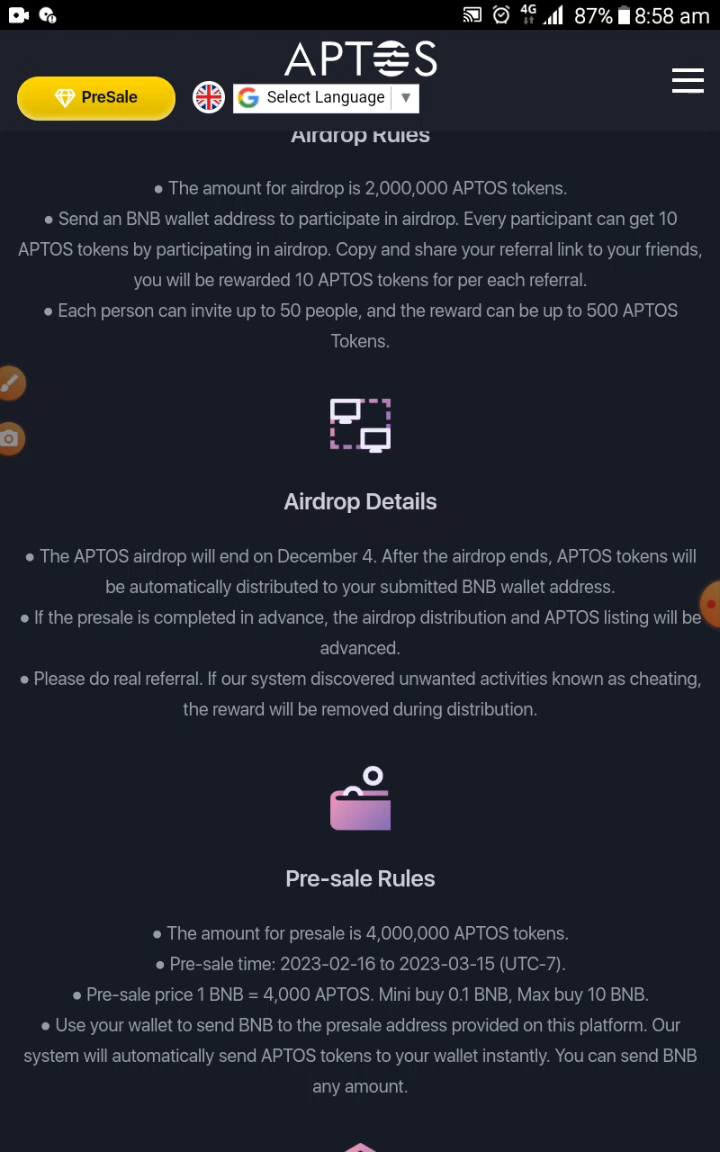 4G 87% 8:58 am
APTOS
PreSale
Select Language ▼
Airdrop Rules
● The amount for airdrop is 2,000,000 APTOS tokens.
● Send an BNB wallet address to participate in airdrop. Every participant can get 10
APTOS tokens by participating in airdrop. Copy and share your referral link to your friends,
you will be rewarded 10 APTOS tokens for per each referral.
● Each person can invite up to 50 people, and the reward can be up to 500 APTOS
Tokens.
Airdrop Details
● The APTOS airdrop will end on December 4. After the airdrop ends, APTOS tokens will
be automatically distributed to your submitted BNB wallet address.
● If the presale is completed in advance, the airdrop distribution and APTOS listing will be
advanced.
● Please do real referral. If our system discovered unwanted activities known as cheating,
the reward will be removed during distribution.
Pre-sale Rules
● The amount for presale is 4,000,000 APTOS tokens.
● Pre-sale time: 2023-02-16 to 2023-03-15 (UTC-7).
● Pre-sale price 1 BNB = 4,000 APTOS. Mini buy 0.1 BNB, Max buy 10 BNB.
● Use your wallet to send BNB to the presale address provided on this platform. Our
system will automatically send APTOS tokens to your wallet instantly. You can send BNB
any amount.